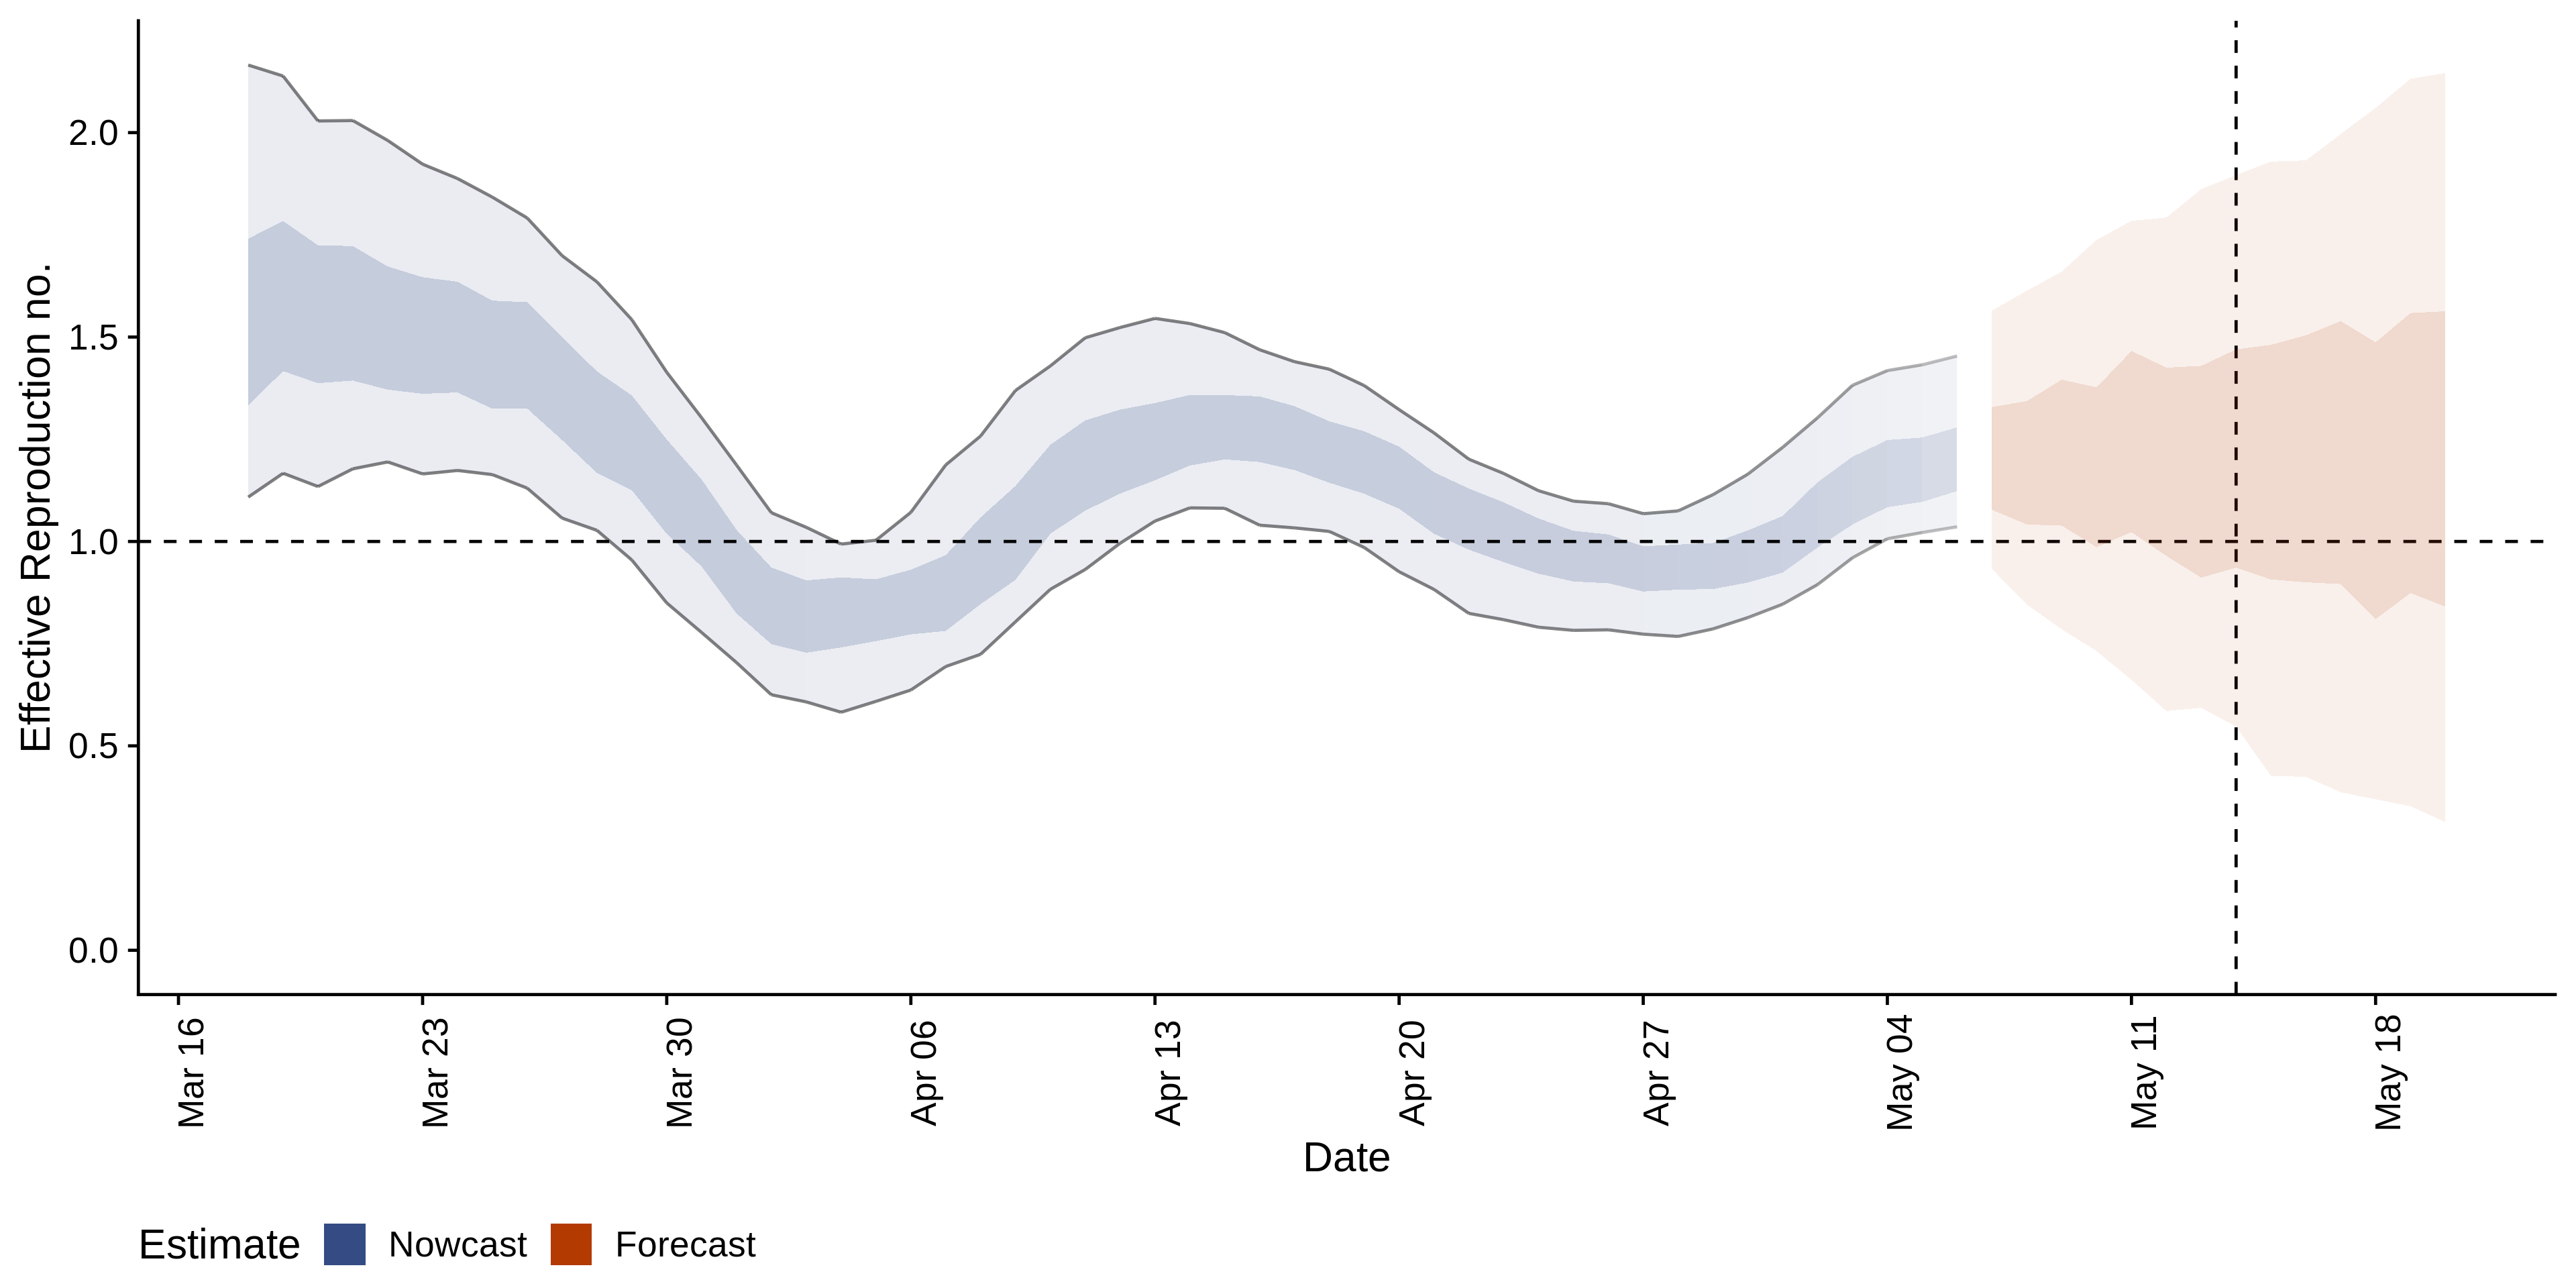 Effective Reproduction no.
2.0
1.5
1.0
0.5
0.0
Mar 16
Mar 23
Mar 30
Apr 06
Apr 13
Apr 20
Apr 27
May 04
May 11
May 18
Date
Estimate Nowcast Forecast